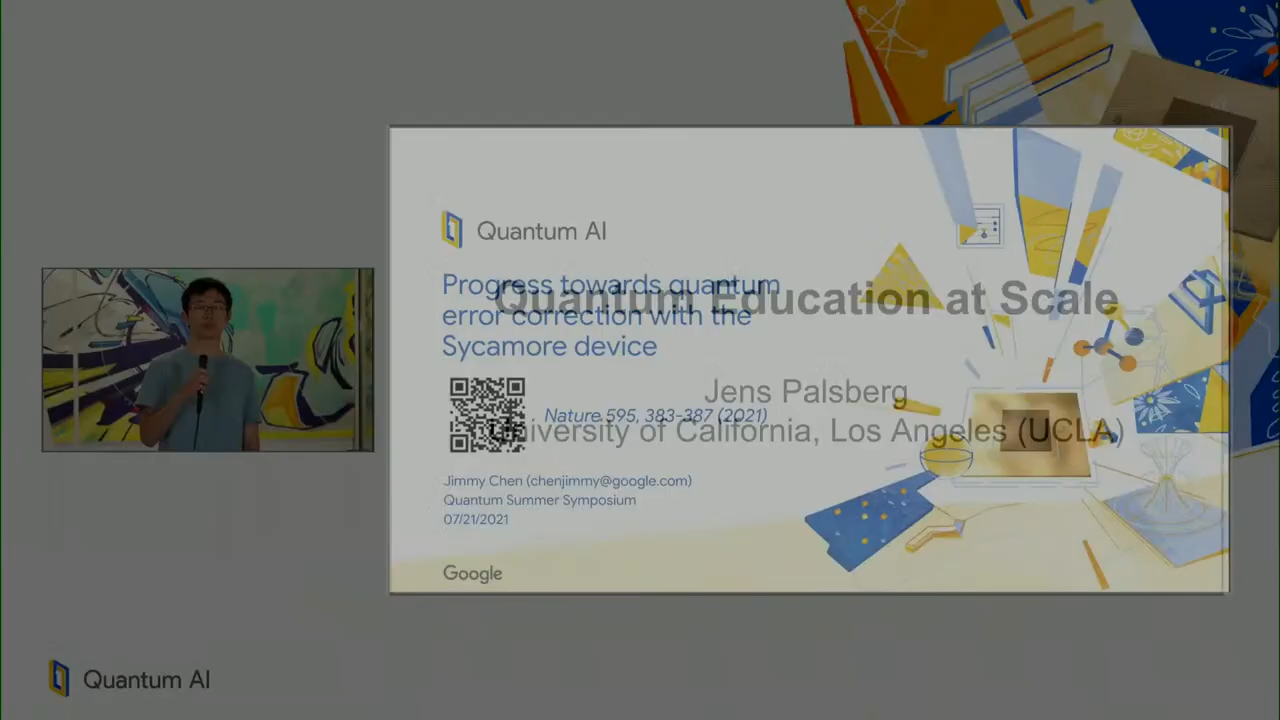 Quantum AI
Progress towards quantum
error correction with the
Sycamore device
Nature 595, 383-387 (2021)
Jimmy Chen (chenjimmy@google.com)
Quantum Summer Symposium
07/21/2021
Google
Quantum Education at Scale
Jens Palsberg
University of California, Los Angeles (UCLA)
Quantum AI